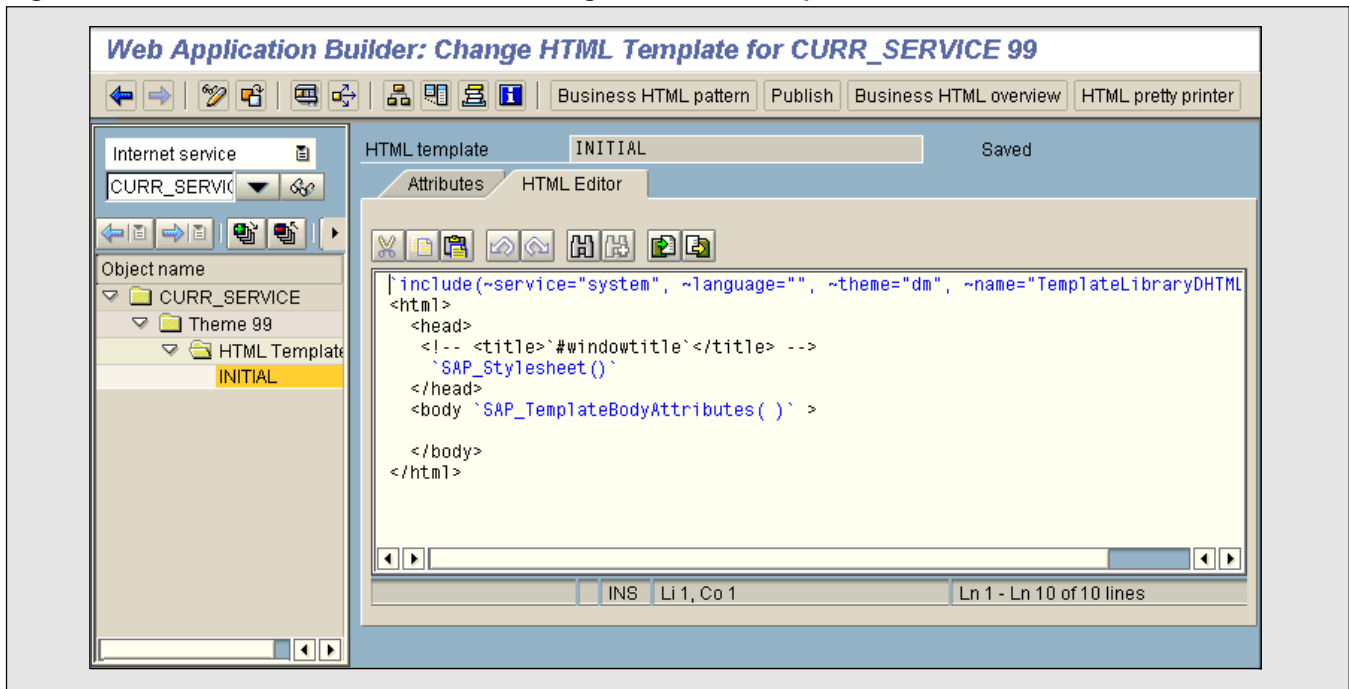 Web Application Builder: Change HTML Template for CURR_SERVICE 99
Business HTML pattern Publish Business HTML overview HTML pretty printer
Internet service
CURR_SERVI
HTML template INITIAL Saved
Attributes HTML Editor
Object name
CURR_SERVICE
Theme 99
HTML Template
INITIAL
`include(~service="system", ~language="", ~theme="dm", ~name="TemplateLibraryDHTML
<html>
<head>
<!-- <title>`#windowtitle`</title> -->
`SAP_Stylesheet()`
</head>
<body `SAP_TemplateBodyAttributes( )` >
</body>
</html>
INS Li 1, Co 1 Ln 1 - Ln 10 of 10 lines